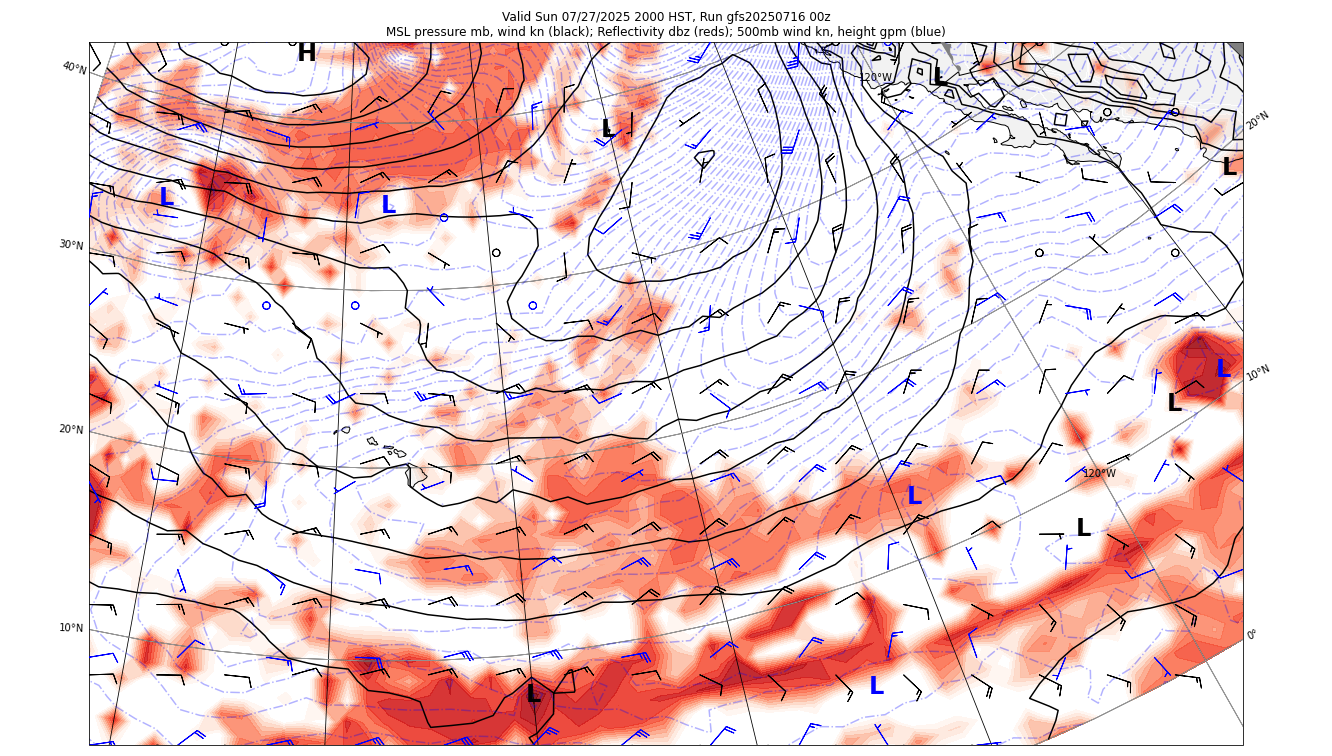 Valid Sun 07/27/2025 2000 HST, Run gfs20250716 00z
MSL pressure mb, wind kn (black); Reflectivity dbz (reds); 500mb wind kn, height gpm (blue)
H
40°N
120°W
L
L
20°N
L
L
L
30°N
L
10°N
L
20°N
120°W
L
L
10°N
0°
L
L